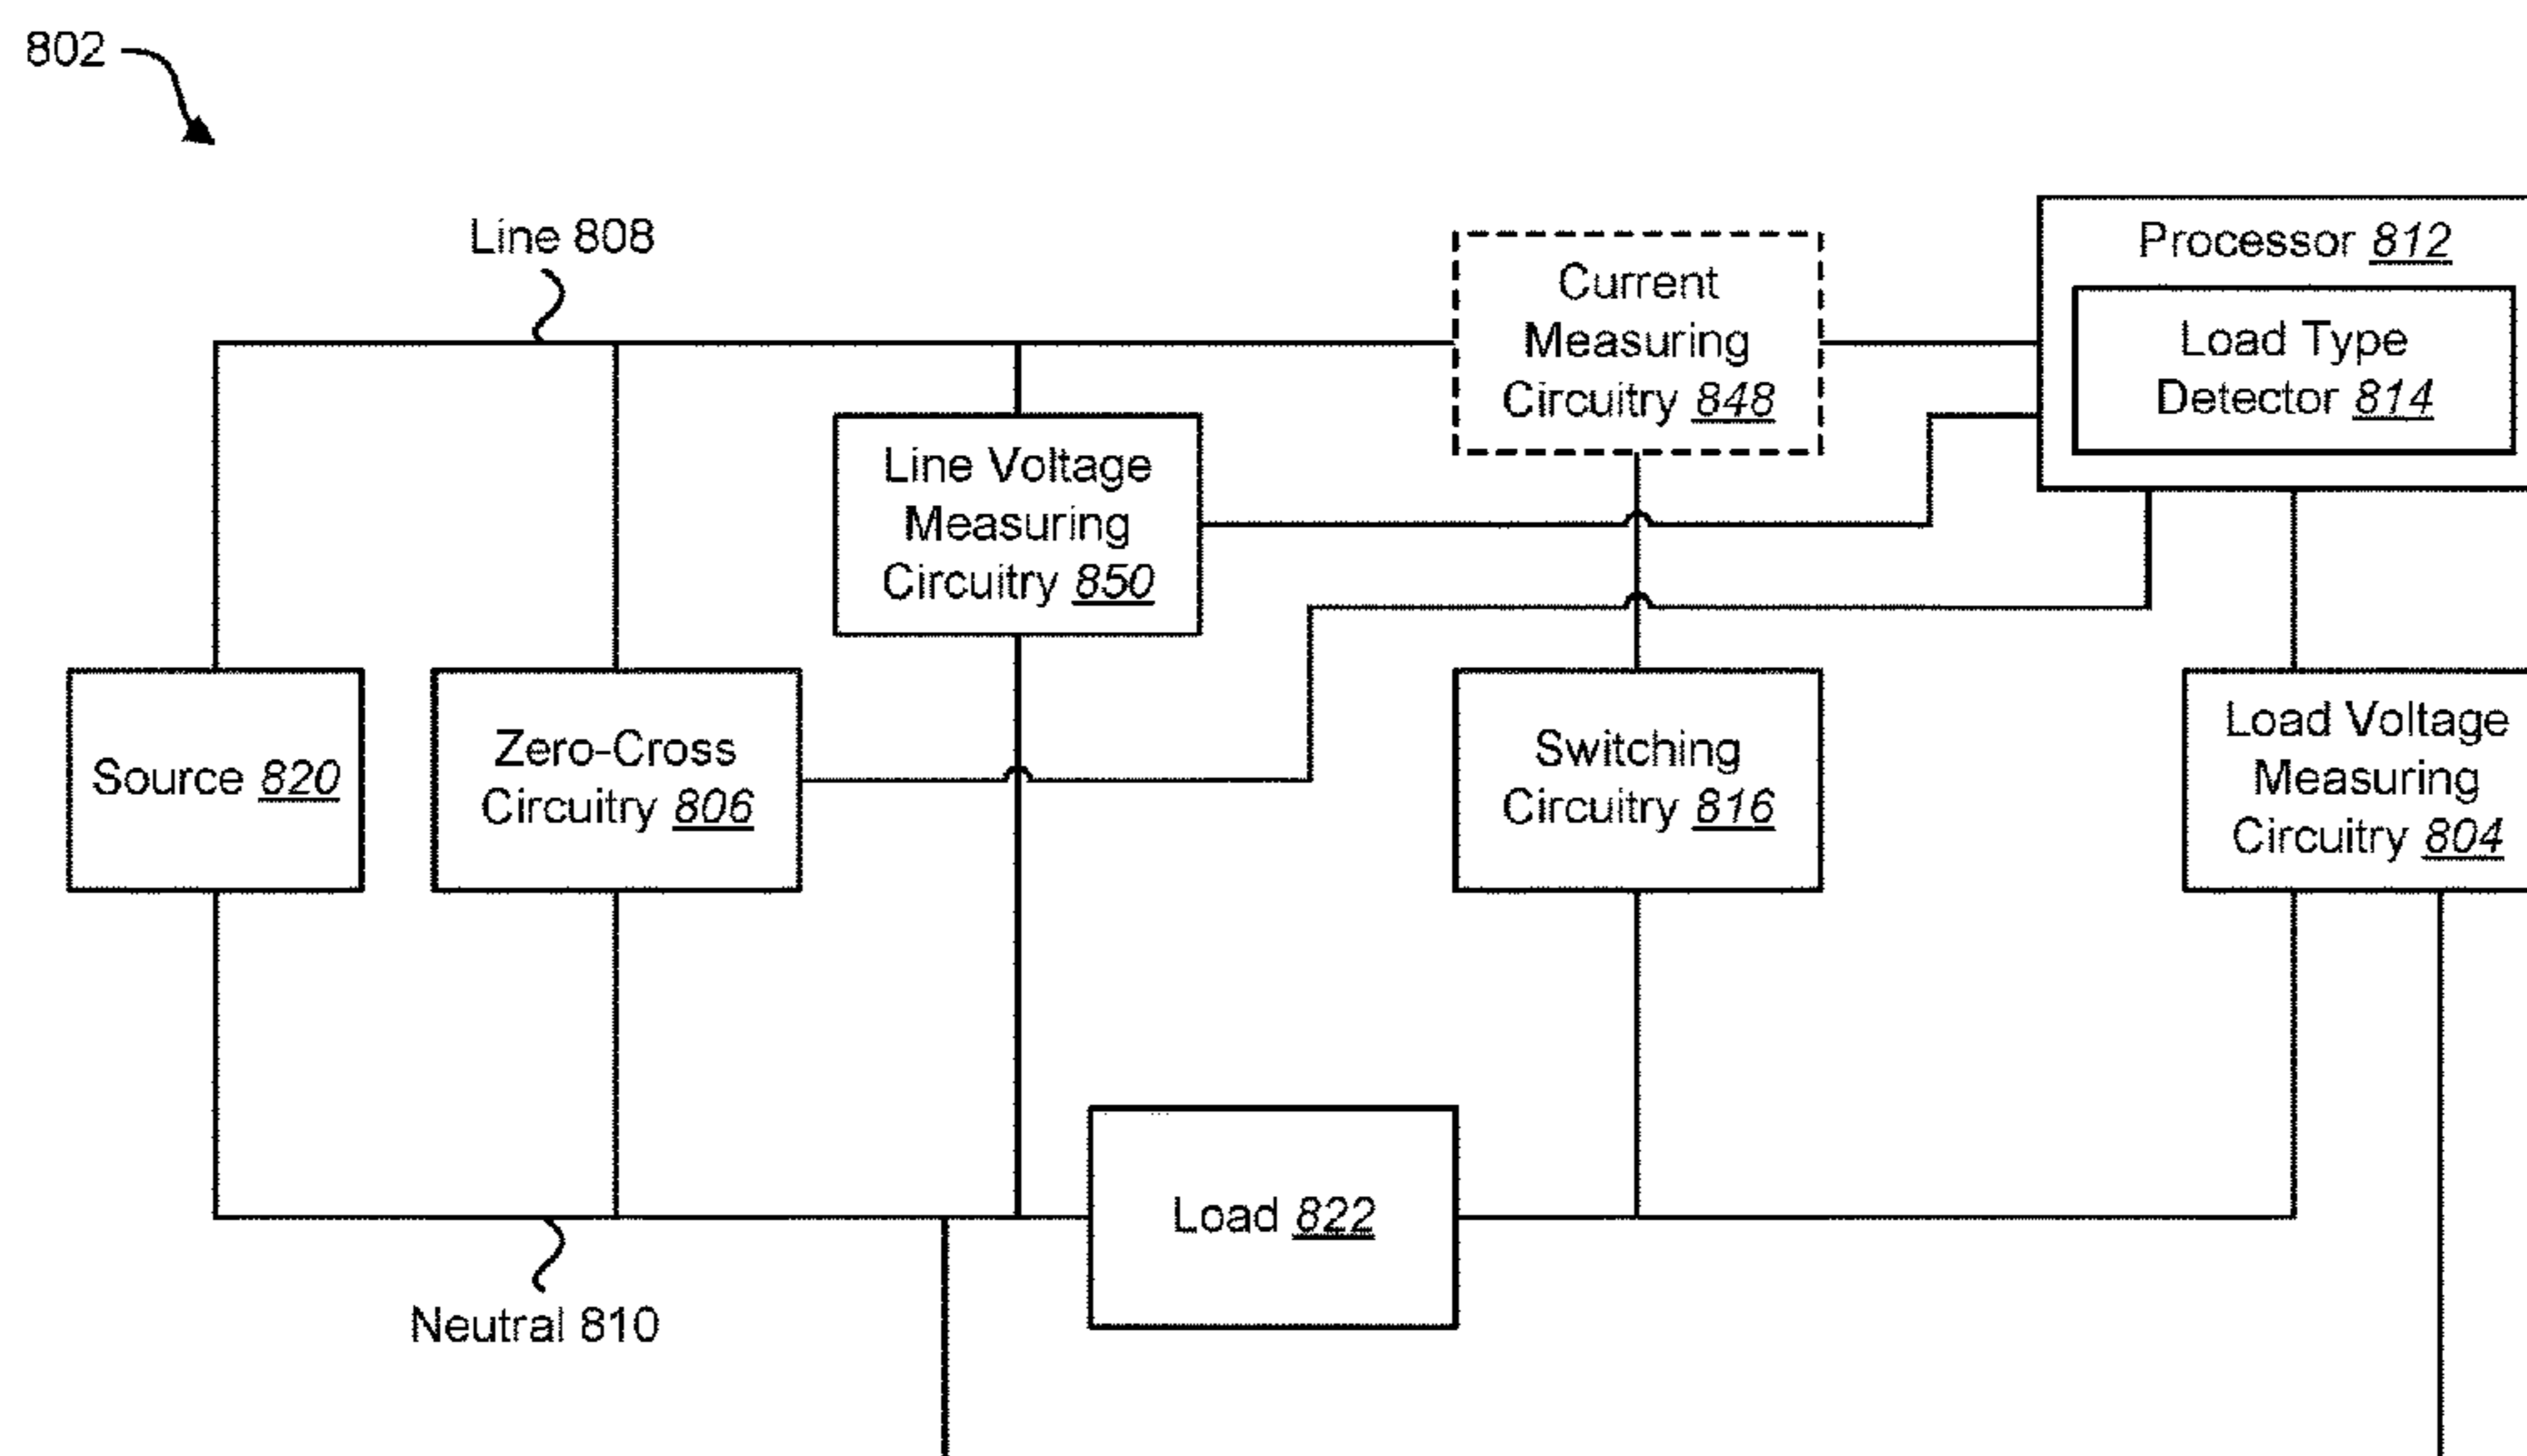 802
Line 808
Current
Measuring
Circuitry 848
Processor 812
Load Type
Detector 814
Line Voltage
Measuring
Circuitry 850
Source 820
Zero-Cross
Circuitry 806
Switching
Circuitry 816
Load Voltage
Measuring
Circuitry 804
Load 822
Neutral 810